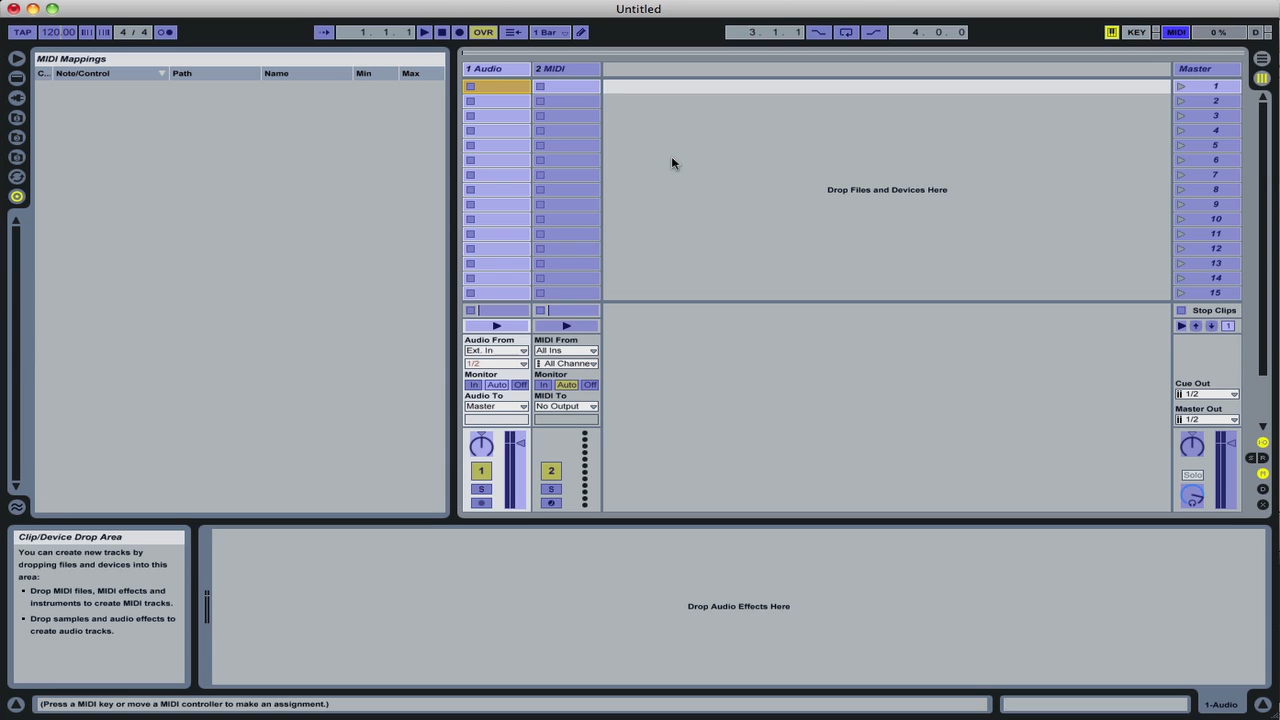 Untitled
TAP 120.00 4 / 4 1. 1. 1 OVR 1 Bar 3. 1. 1 4. 0. 0 KEY MIDI 0 % D
MIDI Mappings
C... Note/Control Path Name Min Max
1 Audio 2 MIDI Master
1
2
3
4
5
6
7
8
9
10
11
12
13
14
15
Drop Files and Devices Here
Stop Clips
1
Audio From MIDI From
Ext. In All Ins
1/2 All Channe
Monitor Monitor
In Auto Off In Auto Off
Audio To MIDI To
Master No Output
Cue Out
1/2
Master Out
1/2
1 2 Solo
S S
S R
Clip/Device Drop Area
You can create new tracks by
dropping files and devices into this
area:
Drop MIDI files, MIDI effects and
instruments to create MIDI tracks.
Drop samples and audio effects to
create audio tracks.
Drop Audio Effects Here
(Press a MIDI key or move a MIDI controller to make an assignment.)
1-Audio